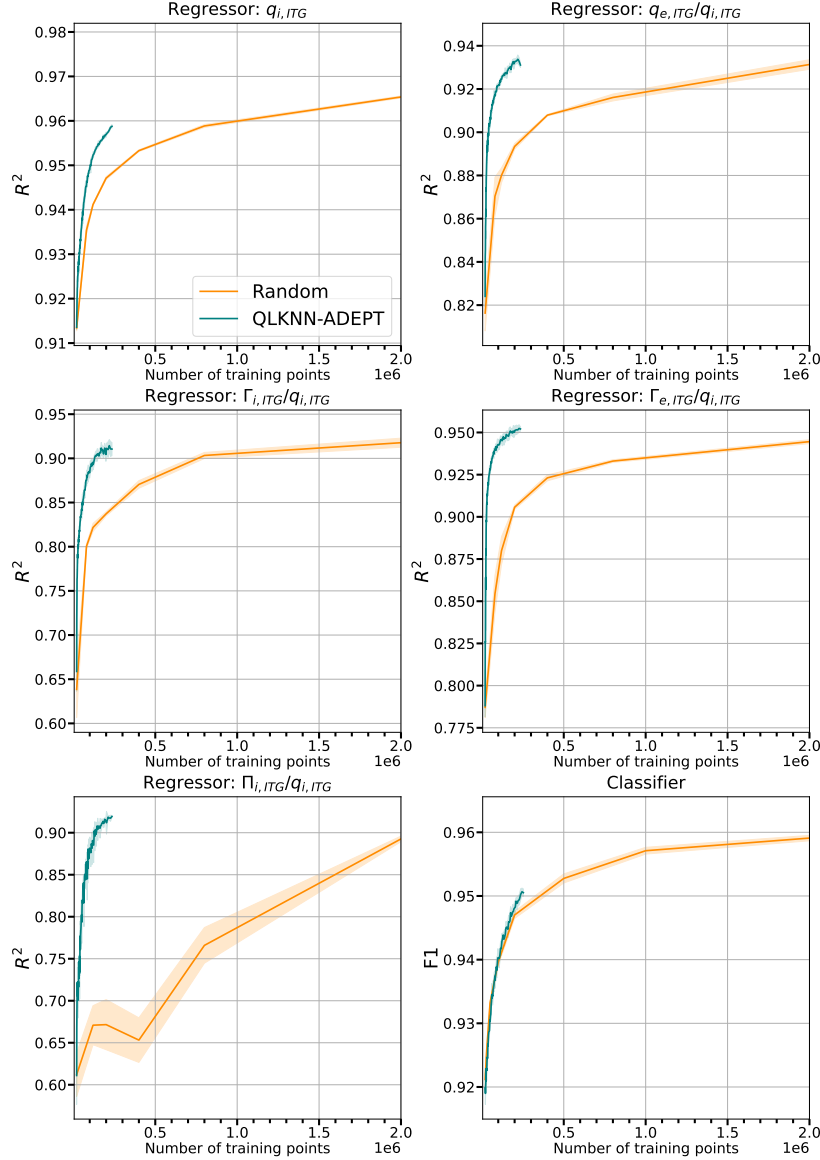 Regressor: q_{i,ITG}
R²
0.98
0.97
0.96
0.95
0.94
0.93
0.92
0.91
Random
QLKNN-ADEPT
0.5 1.0 1.5 2.0
Number of training points 1e6
Regressor: q_{e,ITG}/q_{i,ITG}
R²
0.94
0.92
0.90
0.88
0.86
0.84
0.82
0.5 1.0 1.5 2.0
Number of training points 1e6
Regressor: Γ_{i,ITG}/q_{i,ITG}
R²
0.95
0.90
0.85
0.80
0.75
0.70
0.65
0.60
0.5 1.0 1.5 2.0
Number of training points 1e6
Regressor: Γ_{e,ITG}/q_{i,ITG}
R²
0.950
0.925
0.900
0.875
0.850
0.825
0.800
0.775
0.5 1.0 1.5 2.0
Number of training points 1e6
Regressor: Π_{i,ITG}/q_{i,ITG}
R²
0.90
0.85
0.80
0.75
0.70
0.65
0.60
0.5 1.0 1.5 2.0
Number of training points 1e6
Classifier
F1
0.96
0.95
0.94
0.93
0.92
0.5 1.0 1.5 2.0
Number of training points 1e6